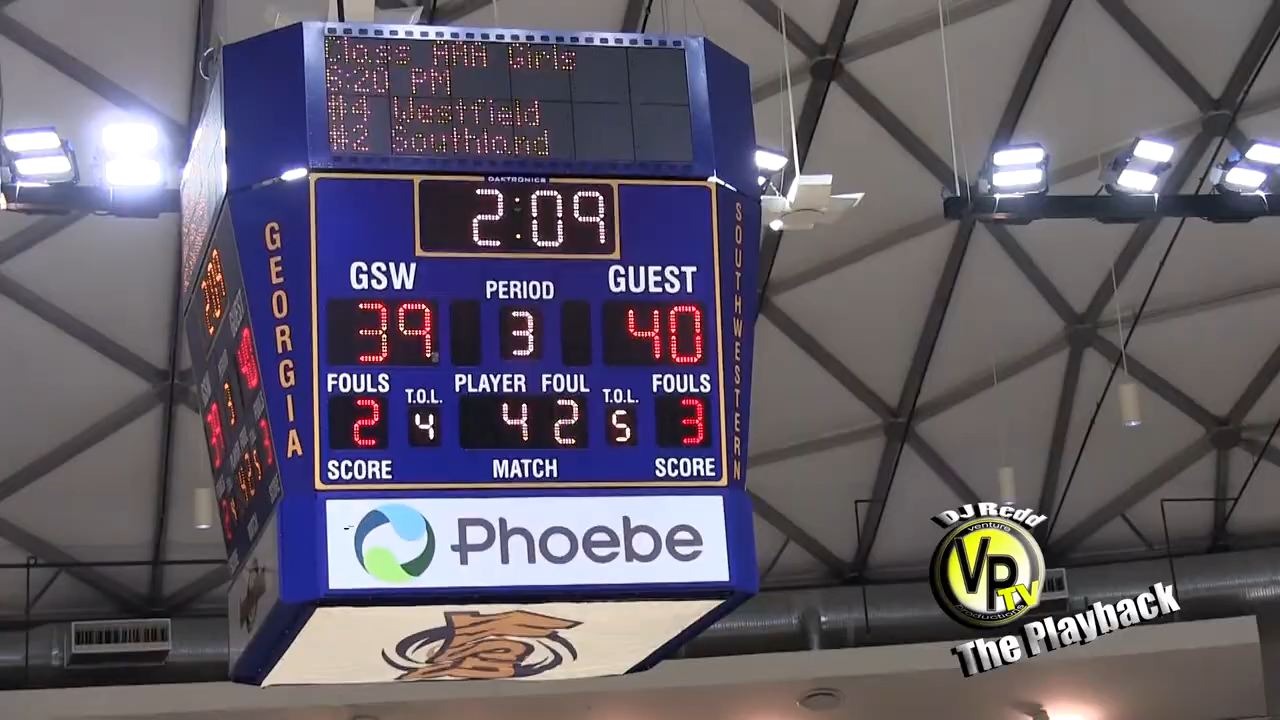 Class AAA Girls
6:20 PM
#4 Westfield
#2 Southland
DAKTRONICS
2:09
GEORGIA
SOUTHWESTERN
GSW
PERIOD
GUEST
39
3
40
FOULS
T.O.L.
PLAYER FOUL
T.O.L.
FOULS
2
4
4 2
5
3
SCORE
MATCH
SCORE
Phoebe
DJ Redd
venture
VPTV
Productions
The Playback